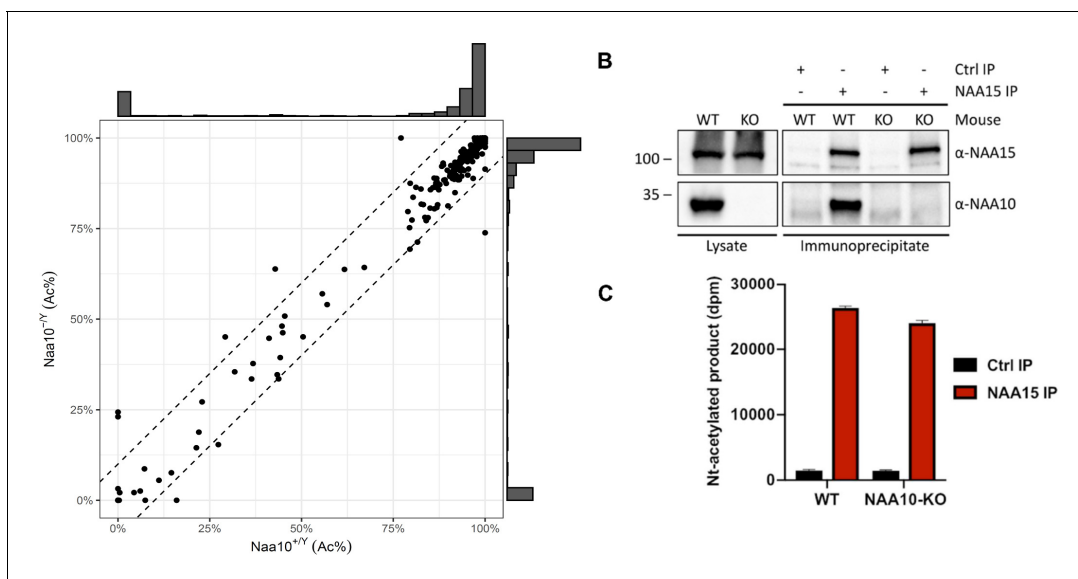 100%
75%
50%
25%
0%
Naa10−/Y (Ac%)
0%
25%
50%
75%
100%
Naa10+/Y (Ac%)
B
+ - + - Ctrl IP
- + - + NAA15 IP
WT KO WT WT KO KO Mouse
100 – α-NAA15
35 – α-NAA10
Lysate Immunoprecipitate
C
Nt-acetylated product (dpm)
30000
20000
10000
0
WT NAA10-KO
Ctrl IP
NAA15 IP